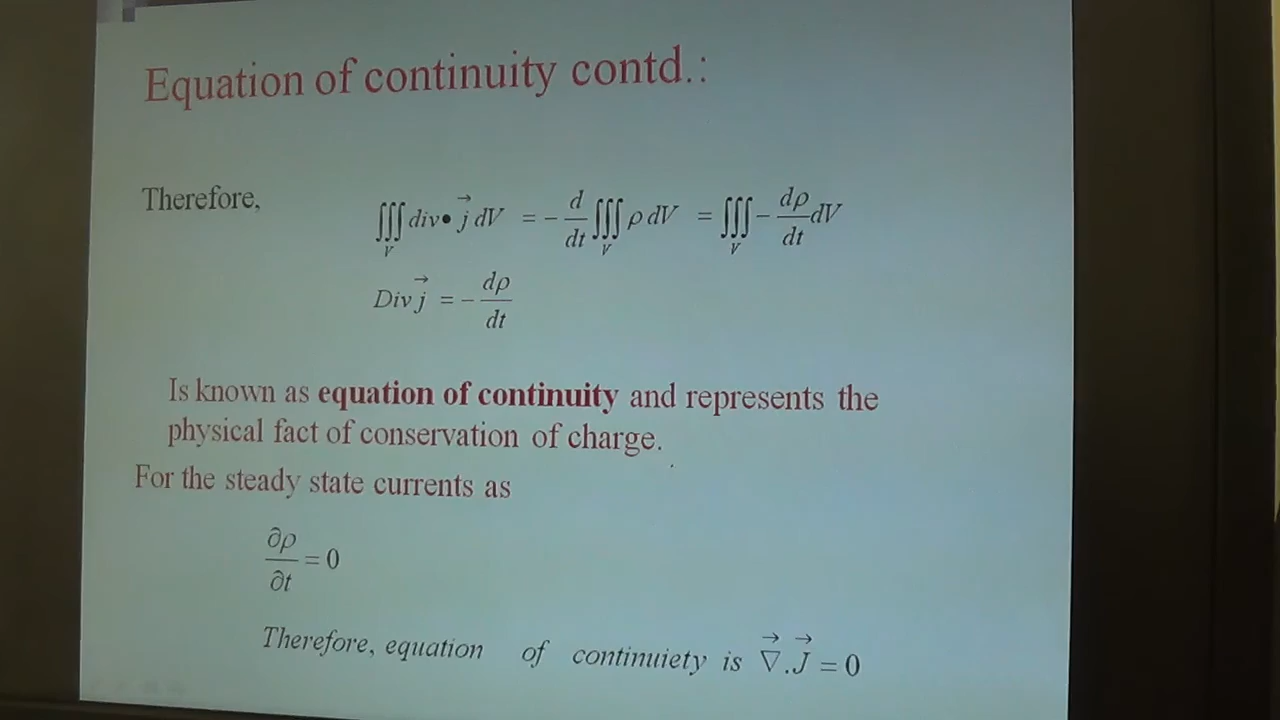 Equation of continuity contd.:
Therefore, ∭_V div• j⃗ dV = − d/dt ∭_V ρ dV = ∭_V − dρ/dt dV
Div j⃗ = − dρ/dt
Is known as equation of continuity and represents the
physical fact of conservation of charge.
For the steady state currents as
∂ρ/∂t = 0
Therefore, equation of continuiety is ∇⃗.J⃗ = 0